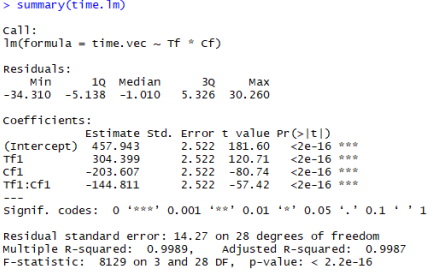 > summary(time.lm)
Call:
lm(formula = time.vec ~ Tf * Cf)
Residuals:
Min 1Q Median 3Q Max
-34.310 -5.138 -1.010 5.326 30.260
Coefficients:
Estimate Std. Error t value Pr(>|t|)
(Intercept) 457.943 2.522 181.60 <2e-16 ***
Tf1 304.399 2.522 120.71 <2e-16 ***
Cf1 -203.607 2.522 -80.74 <2e-16 ***
Tf1:Cf1 -144.811 2.522 -57.42 <2e-16 ***
---
Signif. codes: 0 ‘***’ 0.001 ‘**’ 0.01 ‘*’ 0.05 ‘.’ 0.1 ‘ ’ 1
Residual standard error: 14.27 on 28 degrees of freedom
Multiple R-squared: 0.9989, Adjusted R-squared: 0.9987
F-statistic: 8129 on 3 and 28 DF, p-value: < 2.2e-16